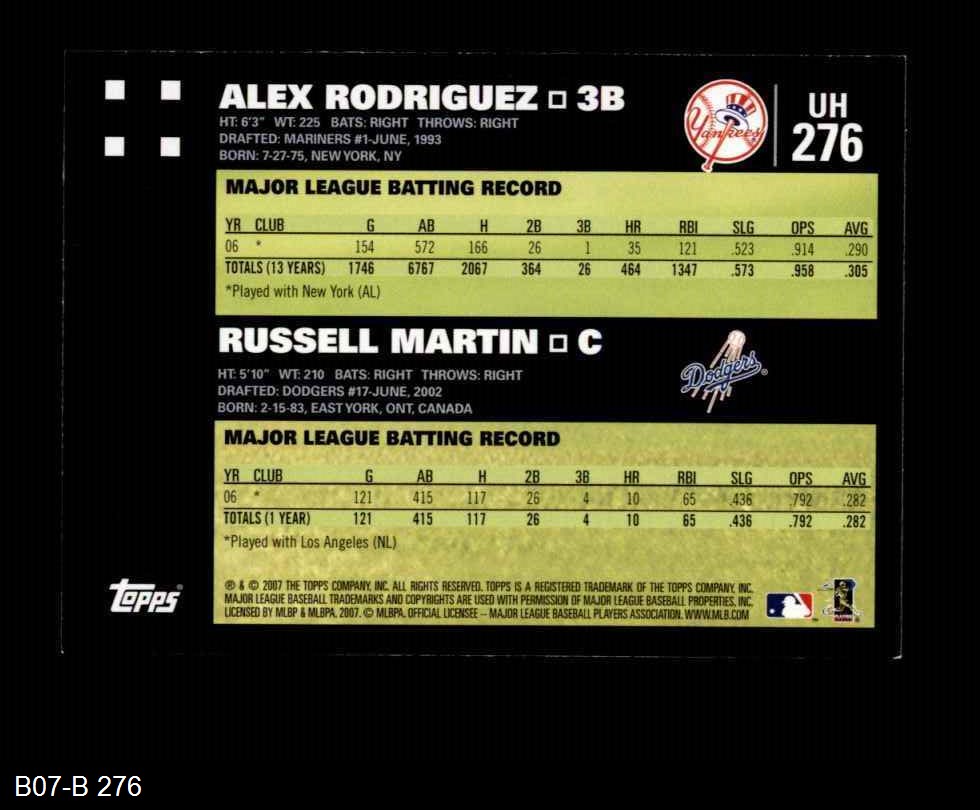 ALEX RODRIGUEZ □ 3B
HT: 6'3" WT: 225 BATS: RIGHT THROWS: RIGHT
DRAFTED: MARINERS #1-JUNE, 1993
BORN: 7-27-75, NEW YORK, NY
Yankees
UH
276
MAJOR LEAGUE BATTING RECORD
YR CLUB G AB H 2B 3B HR RBI SLG OPS AVG
06 * 154 572 166 26 1 35 121 .523 .914 .290
TOTALS (13 YEARS) 1746 6767 2067 364 26 464 1347 .573 .958 .305
*Played with New York (AL)
RUSSELL MARTIN □ C
HT: 5'10" WT: 210 BATS: RIGHT THROWS: RIGHT
DRAFTED: DODGERS #17-JUNE, 2002
BORN: 2-15-83, EAST YORK, ONT, CANADA
Dodgers®
MAJOR LEAGUE BATTING RECORD
YR CLUB G AB H 2B 3B HR RBI SLG OPS AVG
06 * 121 415 117 26 4 10 65 .436 .792 .282
TOTALS (1 YEAR) 121 415 117 26 4 10 65 .436 .792 .282
*Played with Los Angeles (NL)
Topps®
® & © 2007 THE TOPPS COMPANY, INC. ALL RIGHTS RESERVED. TOPPS IS A REGISTERED TRADEMARK OF THE TOPPS COMPANY, INC.
MAJOR LEAGUE BASEBALL TRADEMARKS AND COPYRIGHTS ARE USED WITH PERMISSION OF MAJOR LEAGUE BASEBALL PROPERTIES, INC.
LICENSED BY MLBP & MLBPA, 2007. © MLBPA. OFFICIAL LICENSEE – MAJOR LEAGUE BASEBALL PLAYERS ASSOCIATION. WWW.MLB.COM
B07-B 276